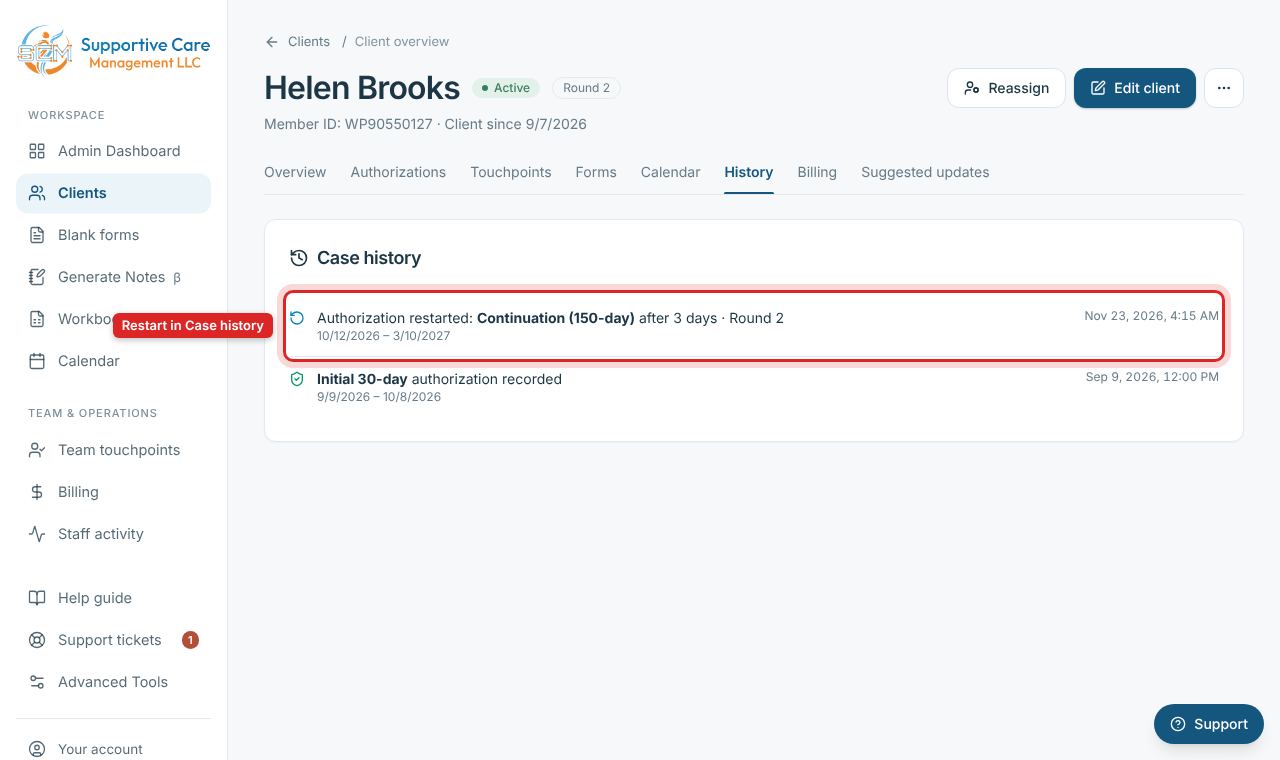 SCM
Supportive Care
Management LLC
WORKSPACE
Admin Dashboard
Clients
Blank forms
Generate Notes β
Workbo
Calendar
TEAM & OPERATIONS
Team touchpoints
Billing
Staff activity
Help guide
Support tickets 1
Advanced Tools
Your account
Clients / Client overview
Helen Brooks Active Round 2
Member ID: WP90550127 · Client since 9/7/2026
Reassign Edit client
Overview Authorizations Touchpoints Forms Calendar History Billing Suggested updates
Case history
Restart in Case history
Authorization restarted: Continuation (150-day) after 3 days · Round 2 Nov 23, 2026, 4:15 AM
10/12/2026 – 3/10/2027
Initial 30-day authorization recorded Sep 9, 2026, 12:00 PM
9/9/2026 – 10/8/2026
Support